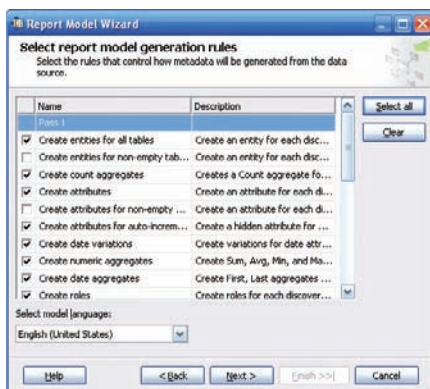 Report Model Wizard
Select report model generation rules
Select the rules that control how metadata will be generated from the data
source.
Name Description
Pass 1
Create entities for all tables Create an entity for each disc...
Create entities for non-empty tab... Create an entity for each disc...
Create count aggregates Creates a Count aggregate fo...
Create attributes Create an attribute for each di...
Create attributes for non-empty ... Create an attribute for each di...
Create attributes for auto-increm... Create a hidden attribute for ...
Create date variations Create variations for date attr...
Create numeric aggregates Create Sum, Avg, Min, and Ma...
Create date aggregates Create First, Last aggregates ...
Create roles Create roles for each discover...
Select all
Clear
Select model language:
English (United States)
Help
< Back
Next >
Finish >>|
Cancel